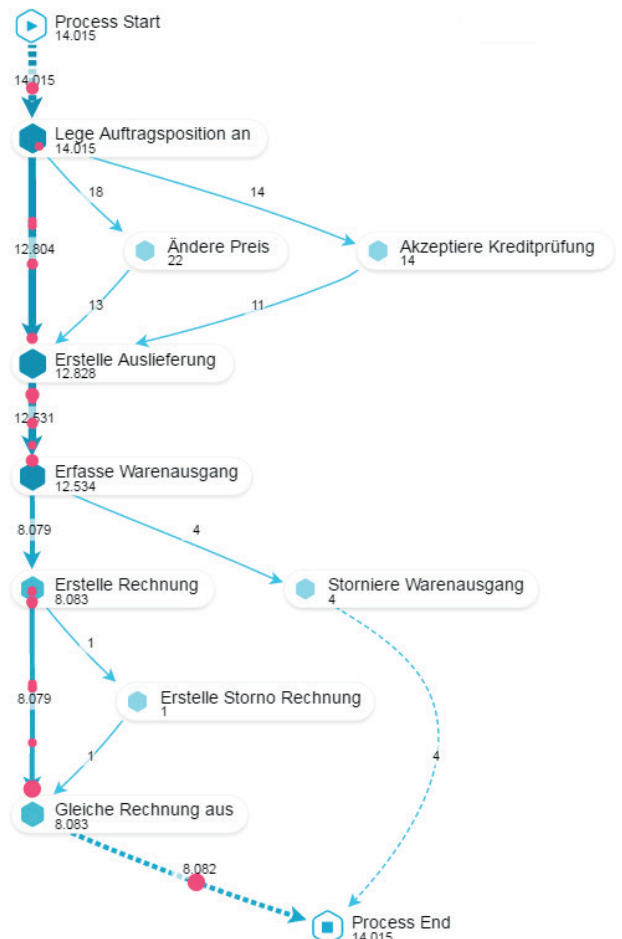 Process Start
14.015
14.015
Lege Auftragsposition an
14.015
18
14
12.804
Ändere Preis
22
Akzeptiere Kreditprüfung
14
13
11
Erstelle Auslieferung
12.828
12.531
Erfasse Warenausgang
12.534
8.079
4
Erstelle Rechnung
8.083
Storniere Warenausgang
4
1
8.079
Erstelle Storno Rechnung
1
1
4
Gleiche Rechnung aus
8.083
8.082
Process End
14.015